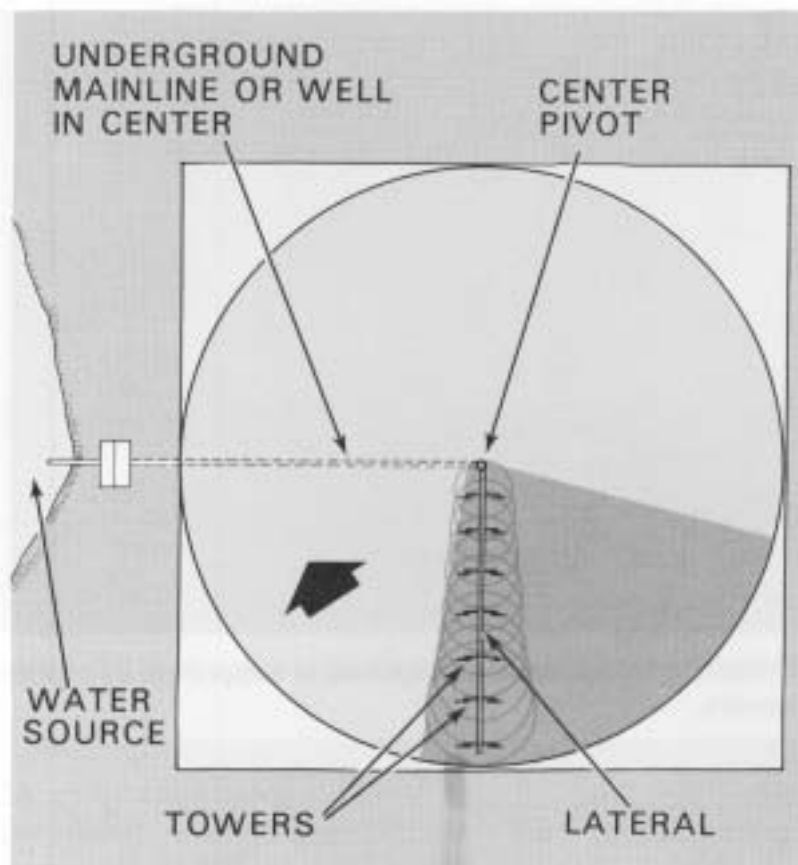 UNDERGROUND
MAINLINE OR WELL
IN CENTER
CENTER
PIVOT
WATER
SOURCE
TOWERS
LATERAL